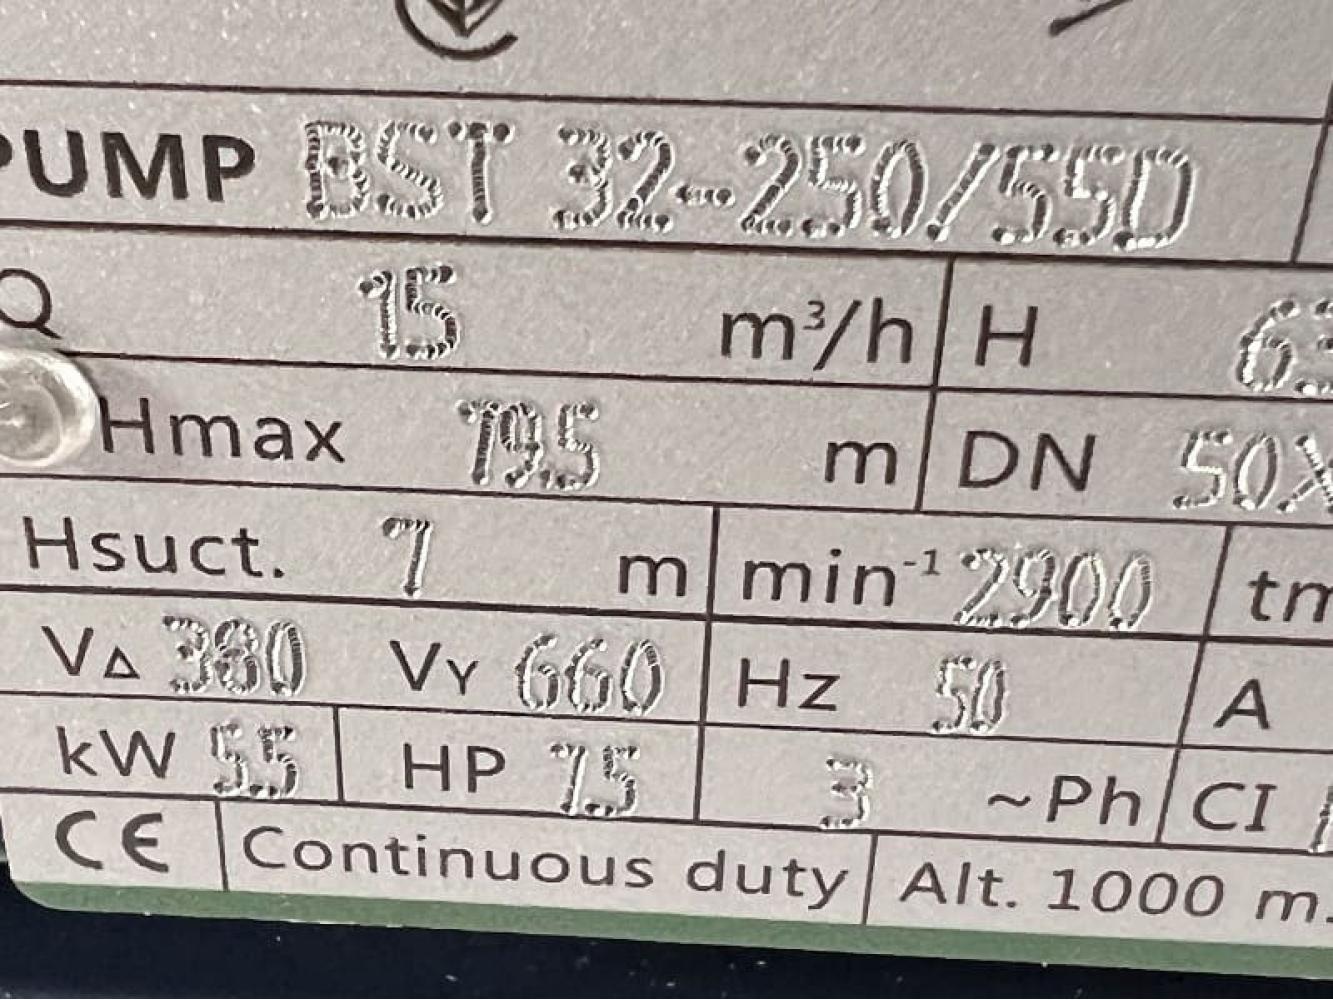 PUMP BST 32-250/55D
Q 15 m³/h H
Hmax 79.5 m DN 50X
Hsuct. 7 m min⁻¹ 2900
V△ 380 VY 660 Hz 50 A
kW 5.5 HP 7.5 3 ~Ph CI
CE Continuous duty Alt. 1000 m.